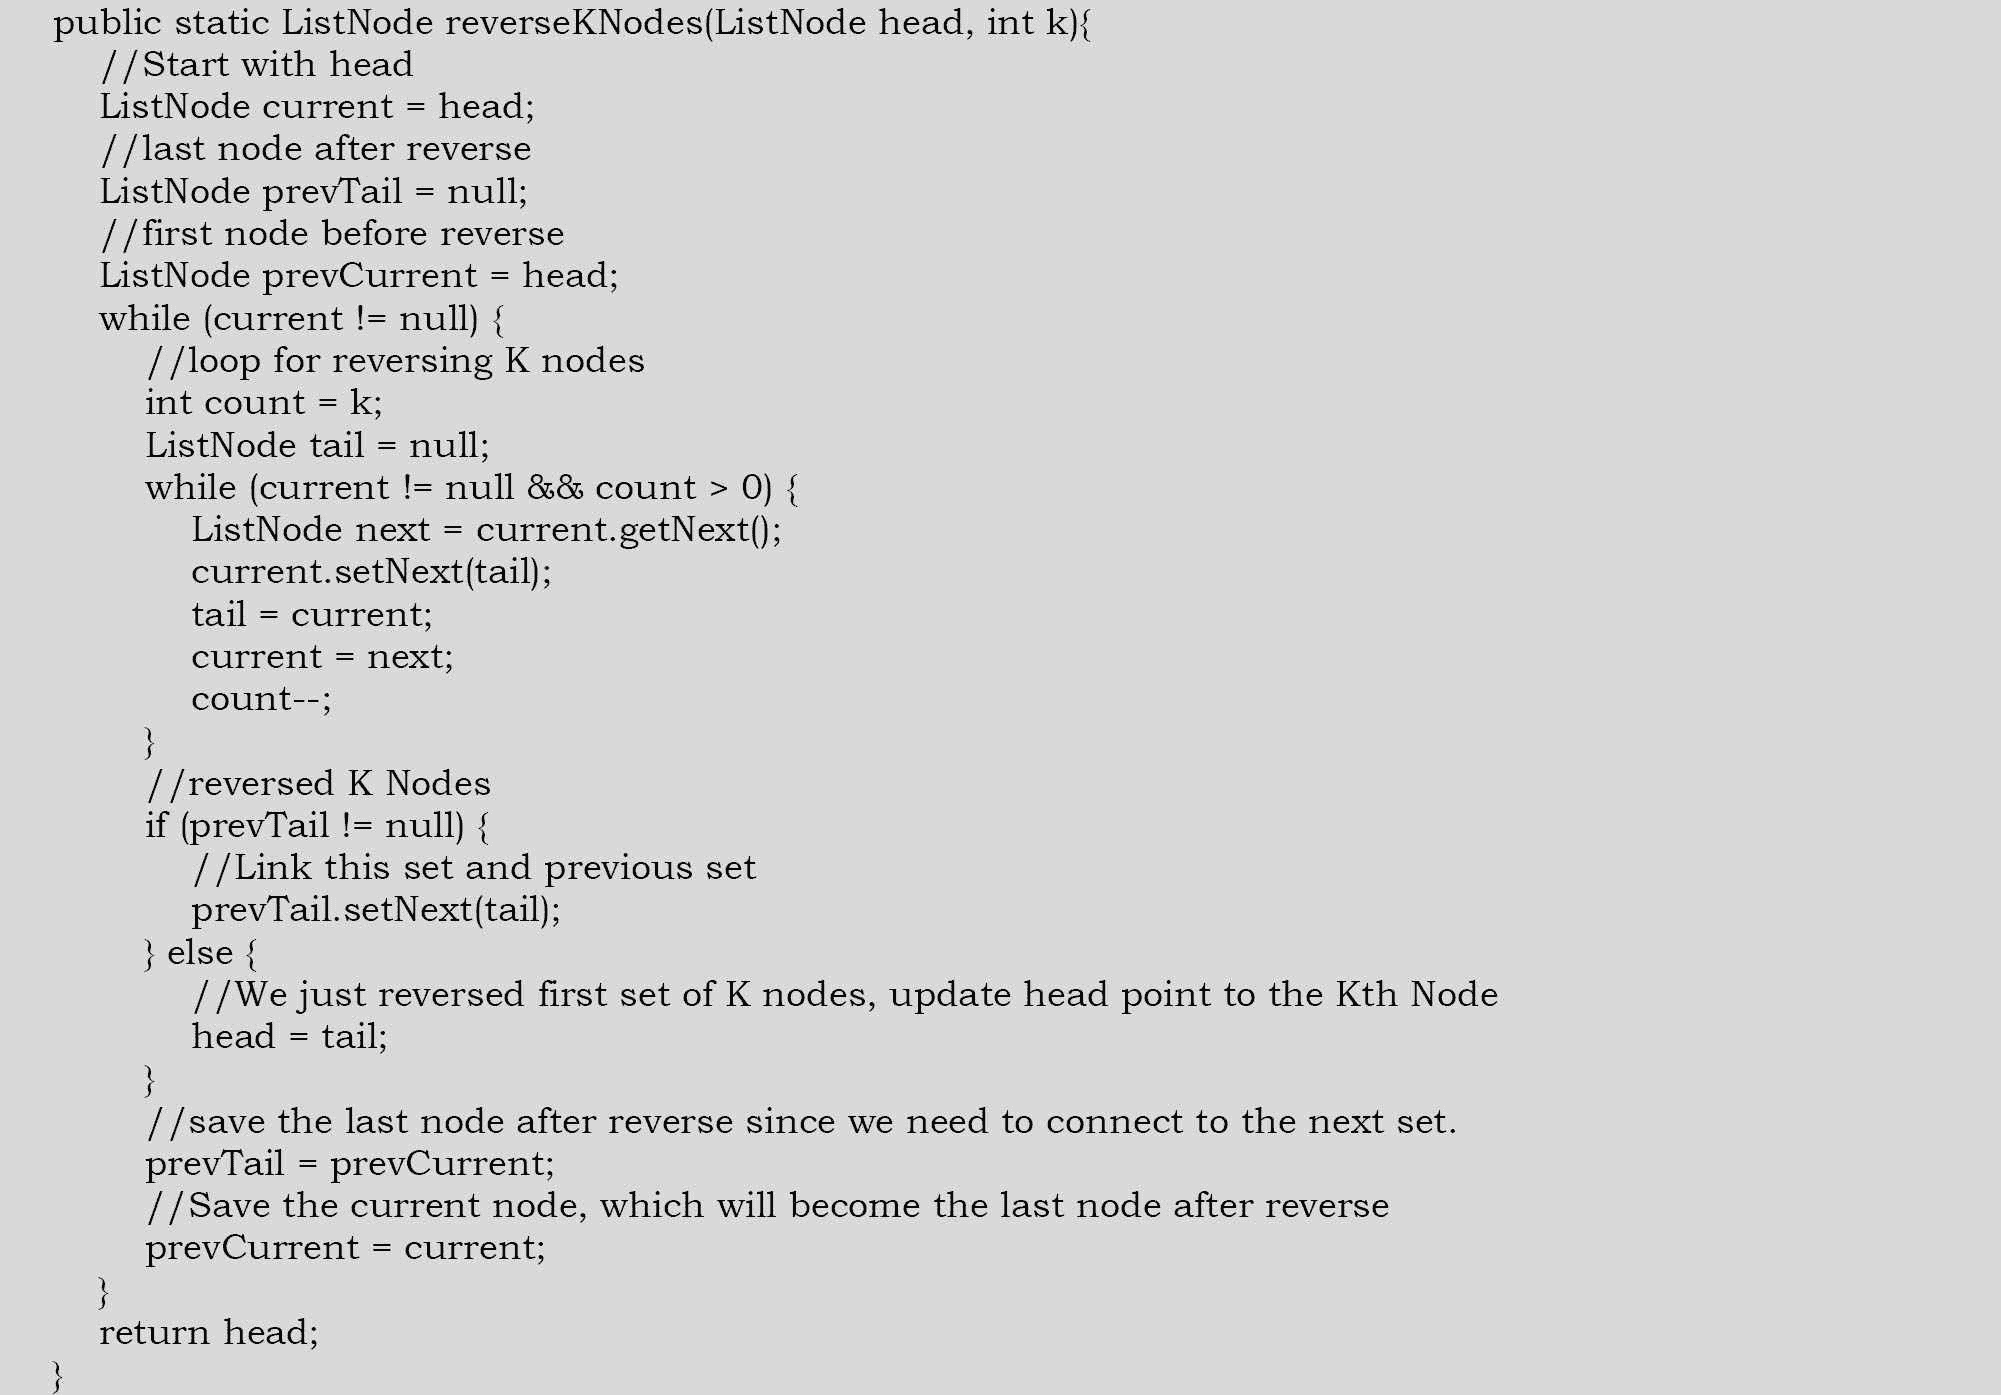 public static ListNode reverseKNodes(ListNode head, int k){
//Start with head
ListNode current = head;
//last node after reverse
ListNode prevTail = null;
//first node before reverse
ListNode prevCurrent = head;
while (current != null) {
//loop for reversing K nodes
int count = k;
ListNode tail = null;
while (current != null && count > 0) {
ListNode next = current.getNext();
current.setNext(tail);
tail = current;
current = next;
count--;
}
//reversed K Nodes
if (prevTail != null) {
//Link this set and previous set
prevTail.setNext(tail);
} else {
//We just reversed first set of K nodes, update head point to the Kth Node
head = tail;
}
//save the last node after reverse since we need to connect to the next set.
prevTail = prevCurrent;
//Save the current node, which will become the last node after reverse
prevCurrent = current;
}
return head;
}